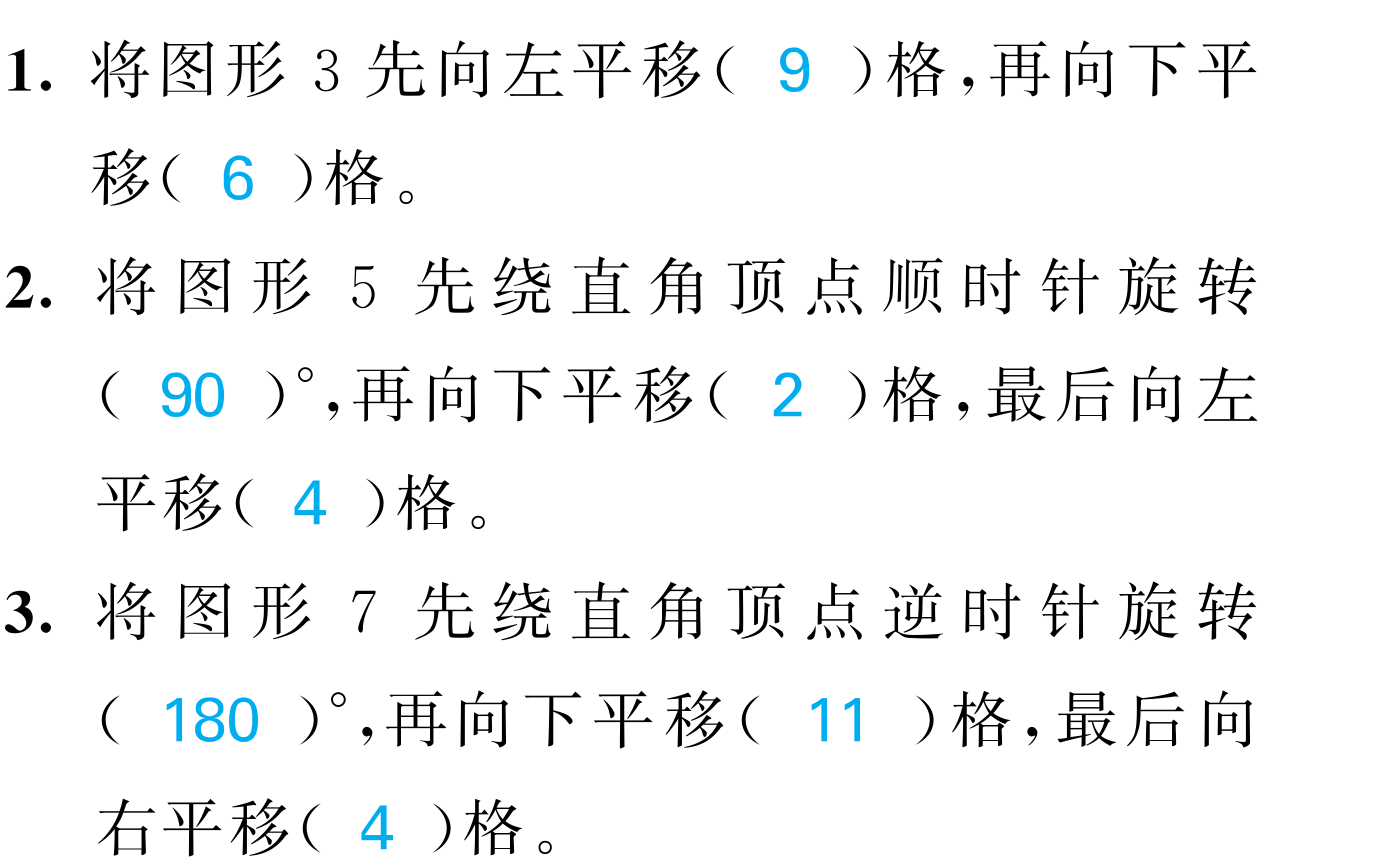 1. 将图形 3 先向左平移( 9 )格,再向下平
移( 6 )格。
2. 将图形 5 先绕直角顶点顺时针旋转
( 90 )°,再向下平移( 2 )格,最后向左
平移( 4 )格。
3. 将图形 7 先绕直角顶点逆时针旋转
( 180 )°,再向下平移( 11 )格,最后向
右平移( 4 )格。